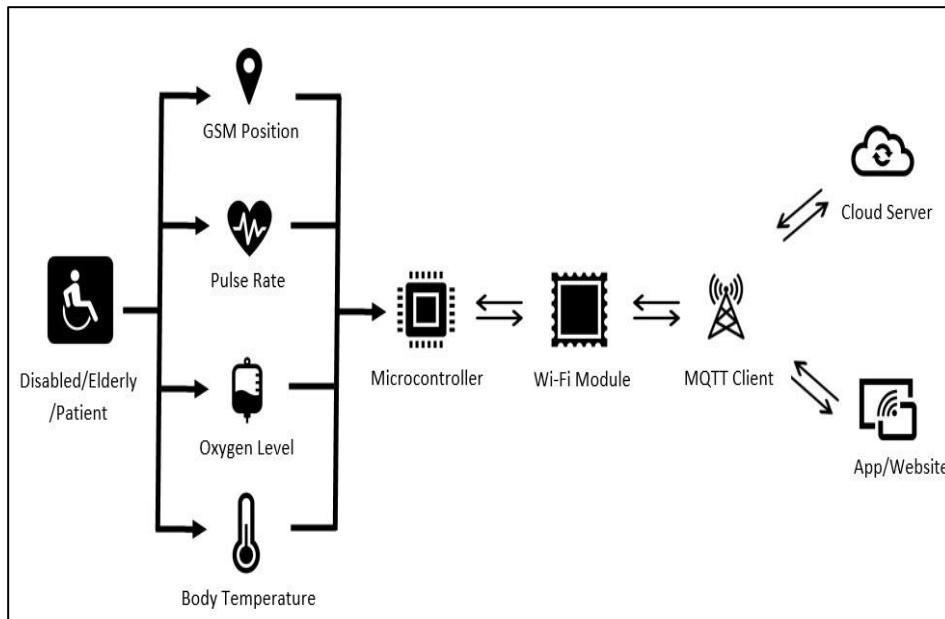 GSM Position
Pulse Rate
Disabled/Elderly
/Patient
Oxygen Level
Body Temperature
Microcontroller
Wi-Fi Module
MQTT Client
Cloud Server
App/Website